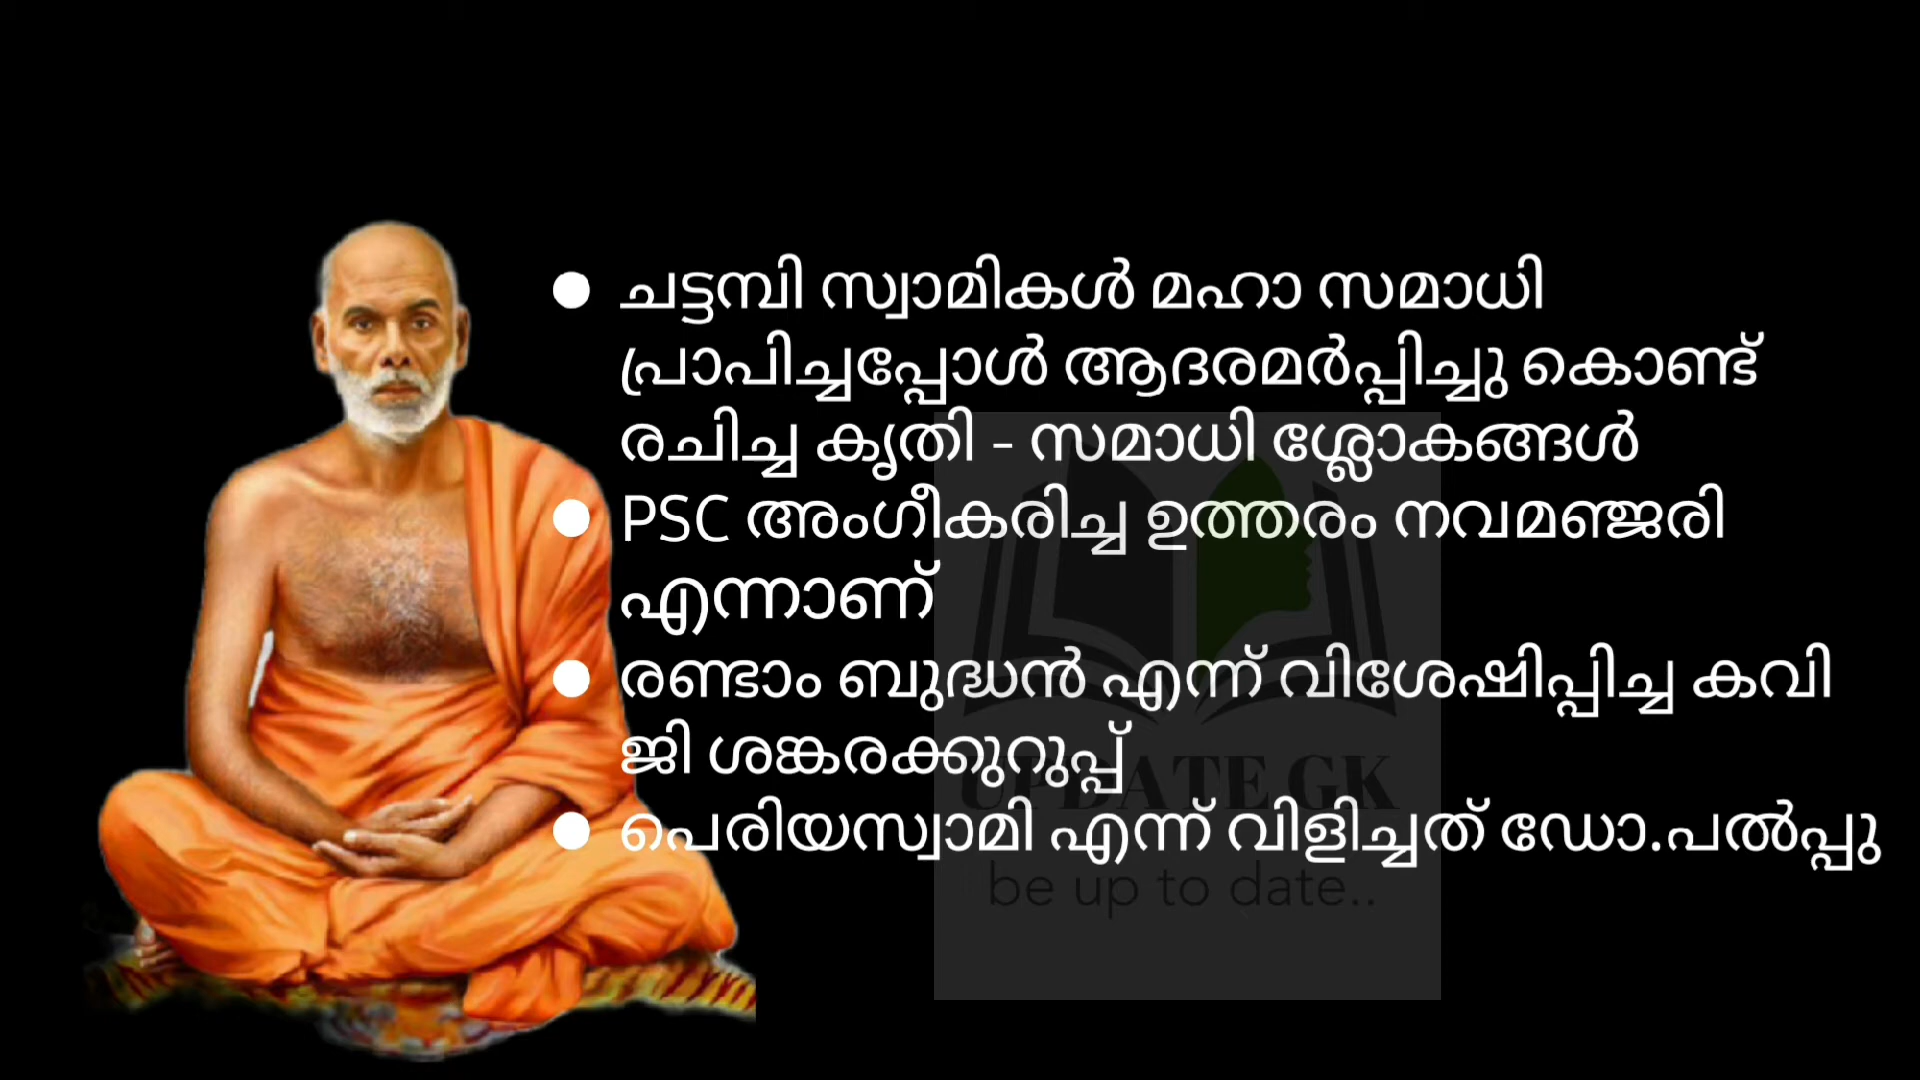 ● ചട്ടമ്പി സ്വാമികൾ മഹാ സമാധി
പ്രാപിച്ചപ്പോൾ ആദരമർപ്പിച്ചു കൊണ്ട്
രചിച്ച കൃതി - സമാധി ശ്ലോകങ്ങൾ
● PSC അംഗീകരിച്ച ഉത്തരം നവമഞ്ജരി
എന്നാണ്
● രണ്ടാം ബുദ്ധൻ എന്ന് വിശേഷിപ്പിച്ച കവി
ജി ശങ്കരക്കുറുപ്പ്
● പെരിയസ്വാമി എന്ന് വിളിച്ചത് ഡോ.പൽപ്പു
UPDATE GK
be up to date..